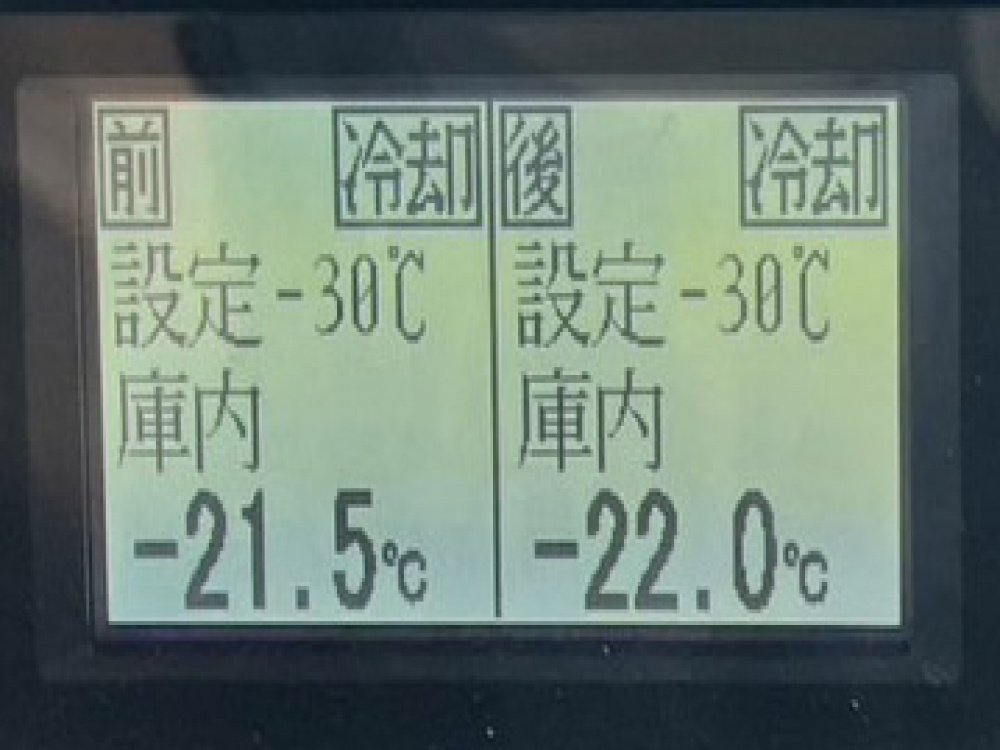 前 冷却
設定-30℃
庫内
-21.5℃
後 冷却
設定-30℃
庫内
-22.0℃